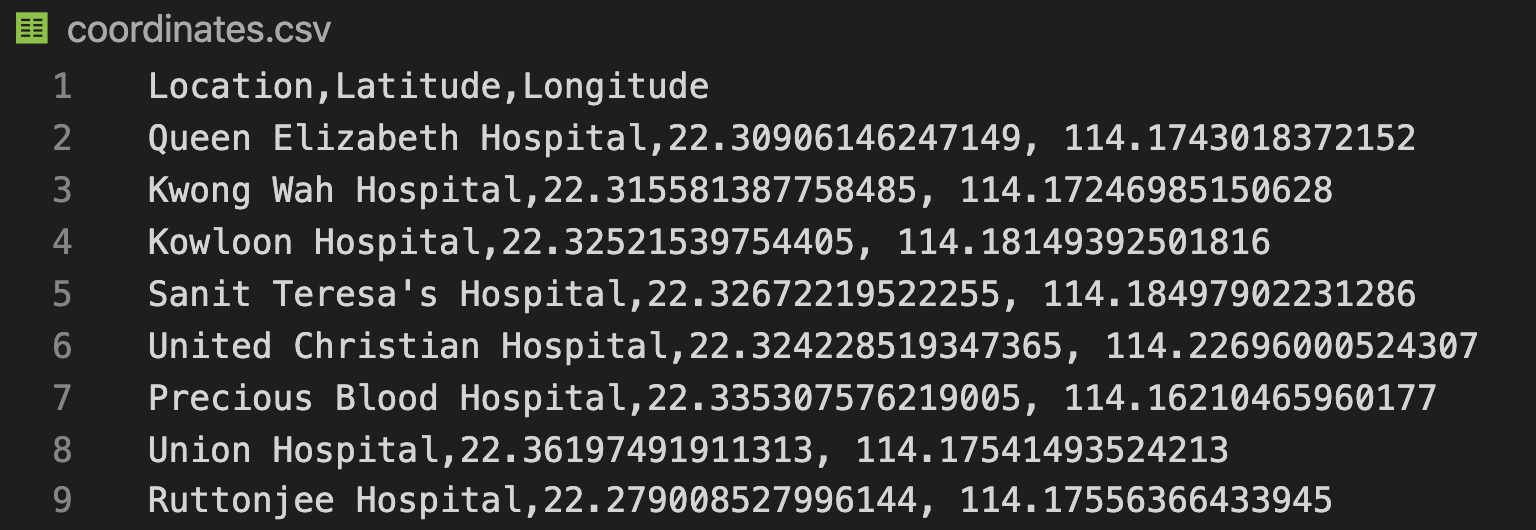 coordinates.csv
1 Location,Latitude,Longitude
2 Queen Elizabeth Hospital,22.30906146247149, 114.1743018372152
3 Kwong Wah Hospital,22.315581387758485, 114.17246985150628
4 Kowloon Hospital,22.32521539754405, 114.18149392501816
5 Sanit Teresa's Hospital,22.32672219522255, 114.18497902231286
6 United Christian Hospital,22.324228519347365, 114.22696000524307
7 Precious Blood Hospital,22.335307576219005, 114.16210465960177
8 Union Hospital,22.36197491911313, 114.17541493524213
9 Ruttonjee Hospital,22.279008527996144, 114.17556366433945